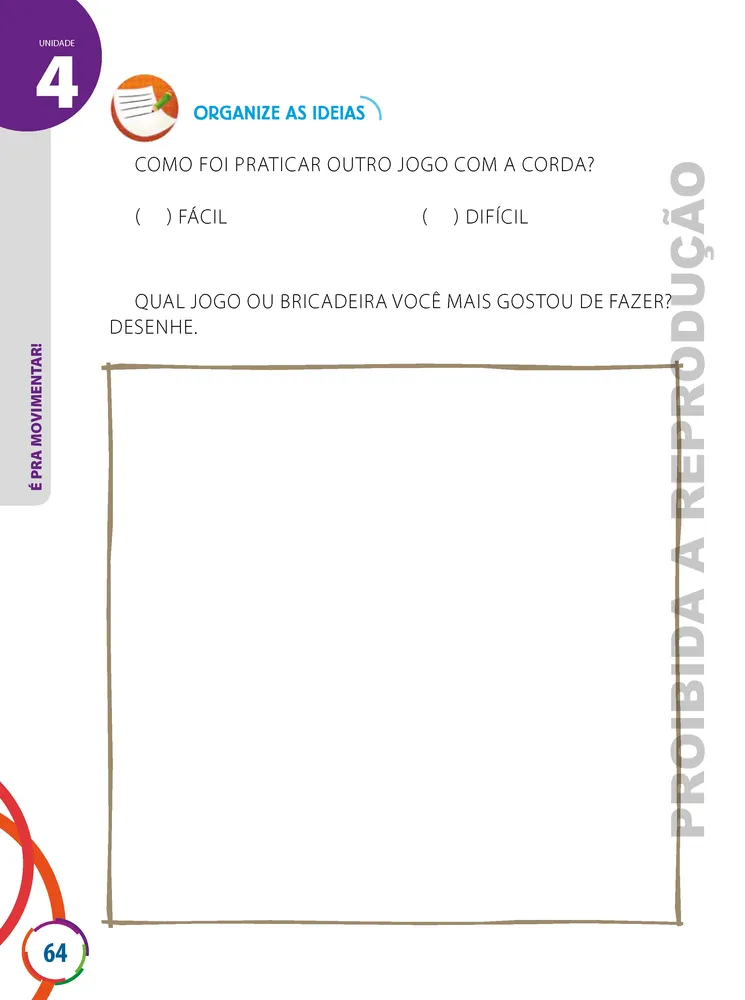 UNIDADE
4
ORGANIZE AS IDEIAS
COMO FOI PRATICAR OUTRO JOGO COM A CORDA?
(    ) FÁCIL
(    ) DIFÍCIL
QUAL JOGO OU BRICADEIRA VOCÊ MAIS GOSTOU DE FAZER?
DESENHE.
É PRA MOVIMENTAR!
PROIBIDA A REPRODUÇÃO
64